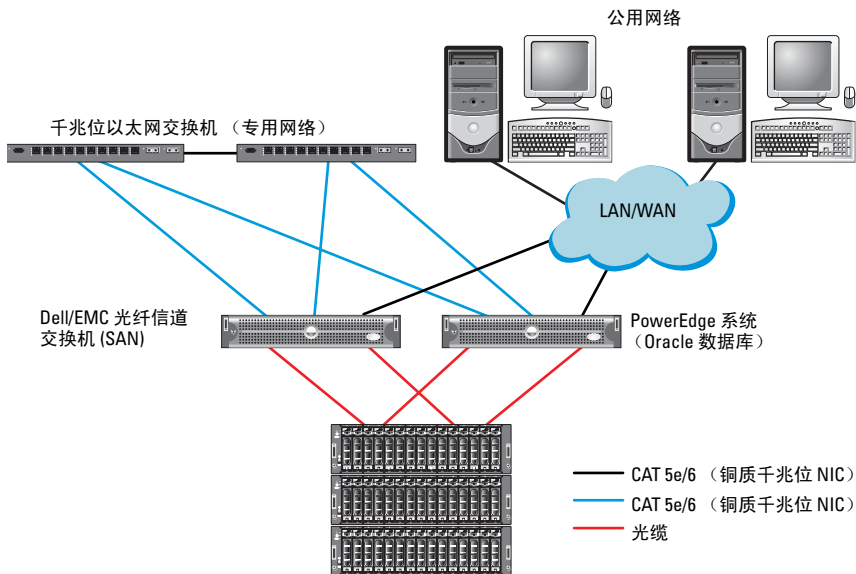 公用网络
千兆位以太网交换机 （专用网络）
LAN/WAN
Dell/EMC 光纤信道
交换机 (SAN)
PowerEdge 系统
（Oracle 数据库）
CAT 5e/6 （铜质千兆位 NIC）
CAT 5e/6 （铜质千兆位 NIC）
光缆